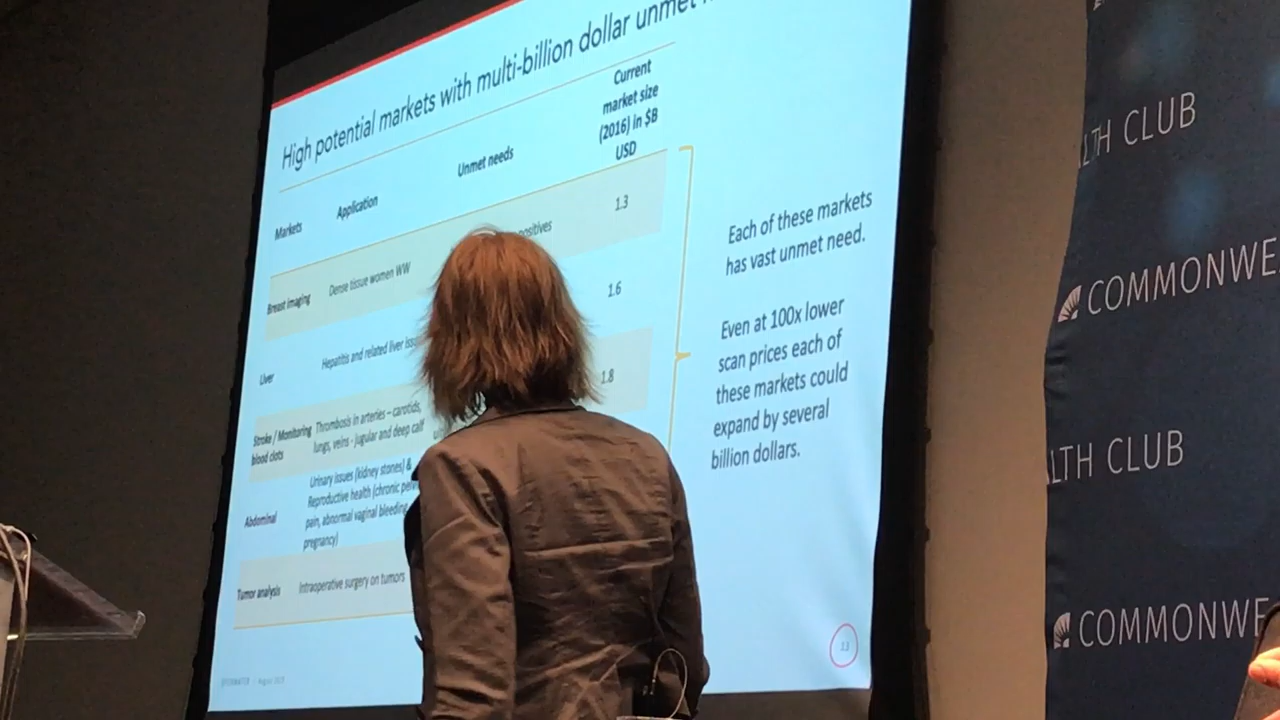 High potential markets with multi-billion dollar unmet
Markets
Application
Unmet needs
Current
market size
(2016) in $B
USD
Breast imaging
Dense tissue women WW
positives
1.3
Liver
Hepatitis and related liver
1.6
Stroke / Monitoring
blood clots
Thrombosis in arteries – carotids,
lungs, veins - jugular and deep calf
1.8
Abdominal
Urinary issues (kidney stones) &
Reproductive health (chronic
pain, abnormal vaginal bleeding,
pregnancy)
Tumor analysis
Intraoperative surgery on tumors
Each of these markets
has vast unmet need.
Even at 100x lower
scan prices each of
these markets could
expand by several
billion dollars.
13
LTH CLUB
COMMONWE
LTH CLUB
COMMONWE